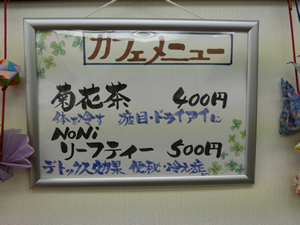 カフェメニュー
菊花茶 400円
体を冷す 疲目・ドライアイに
NoNi
リーフティー 500円
デトックス効果 便秘・冷え症